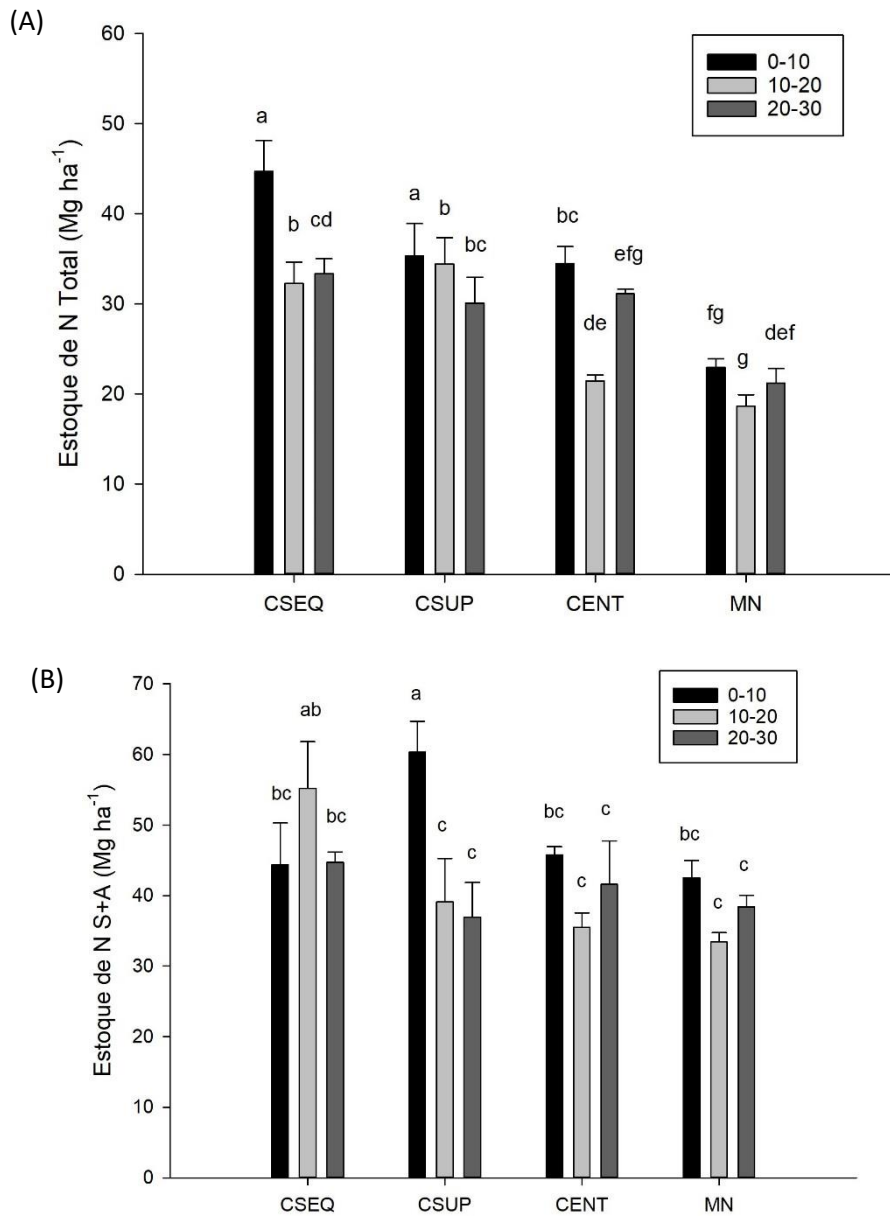 (A)
Estoque de N Total (Mg ha⁻¹)
60
50
40
30
20
10
0
0-10
10-20
20-30
a
b
cd
a
b
bc
bc
de
efg
fg
g
def
CSEQ
CSUP
CENT
MN
(B)
Estoque de N S+A (Mg ha⁻¹)
70
60
50
40
30
20
10
0
0-10
10-20
20-30
bc
ab
bc
a
c
c
bc
c
c
bc
c
c
CSEQ
CSUP
CENT
MN